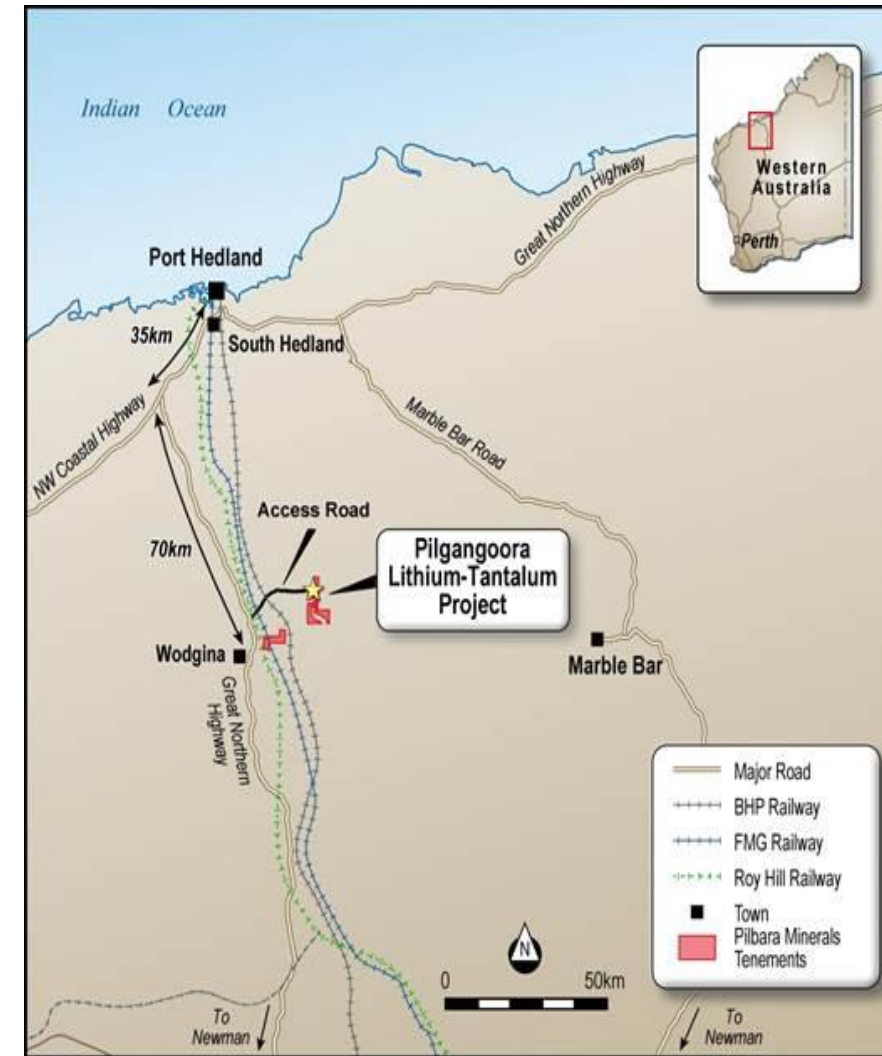 Indian Ocean
Western
Australia
Perth
Great Northern Highway
Port Hedland
35km
South Hedland
NW Coastal Highway
Marble Bar Road
Access Road
70km
Pilgangoora
Lithium-Tantalum
Project
Wodgina
Marble Bar
Great Northern
Highway
Major Road
BHP Railway
FMG Railway
Roy Hill Railway
Town
Pilbara Minerals
Tenements
N
0 50km
To
Newman
To
Newman